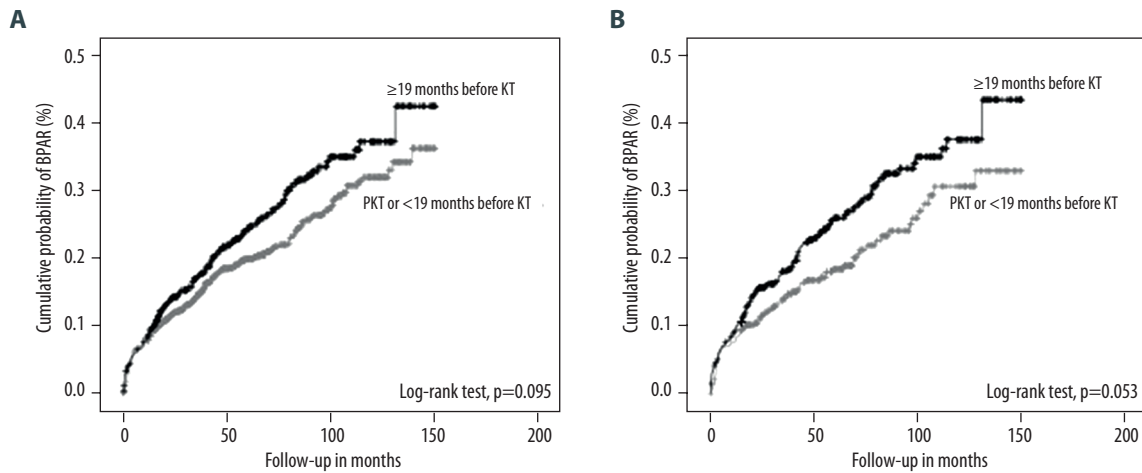 A
Cumulative probability of BPAR (%)
0.5
0.4
0.3
0.2
0.1
0.0
≥19 months before KT
PKT or <19 months before KT
Log-rank test, p=0.095
0 50 100 150 200
Follow-up in months
B
Cumulative probability of BPAR (%)
0.5
0.4
0.3
0.2
0.1
0.0
≥19 months before KT
PKT or <19 months before KT
Log-rank test, p=0.053
0 50 100 150 200
Follow-up in months